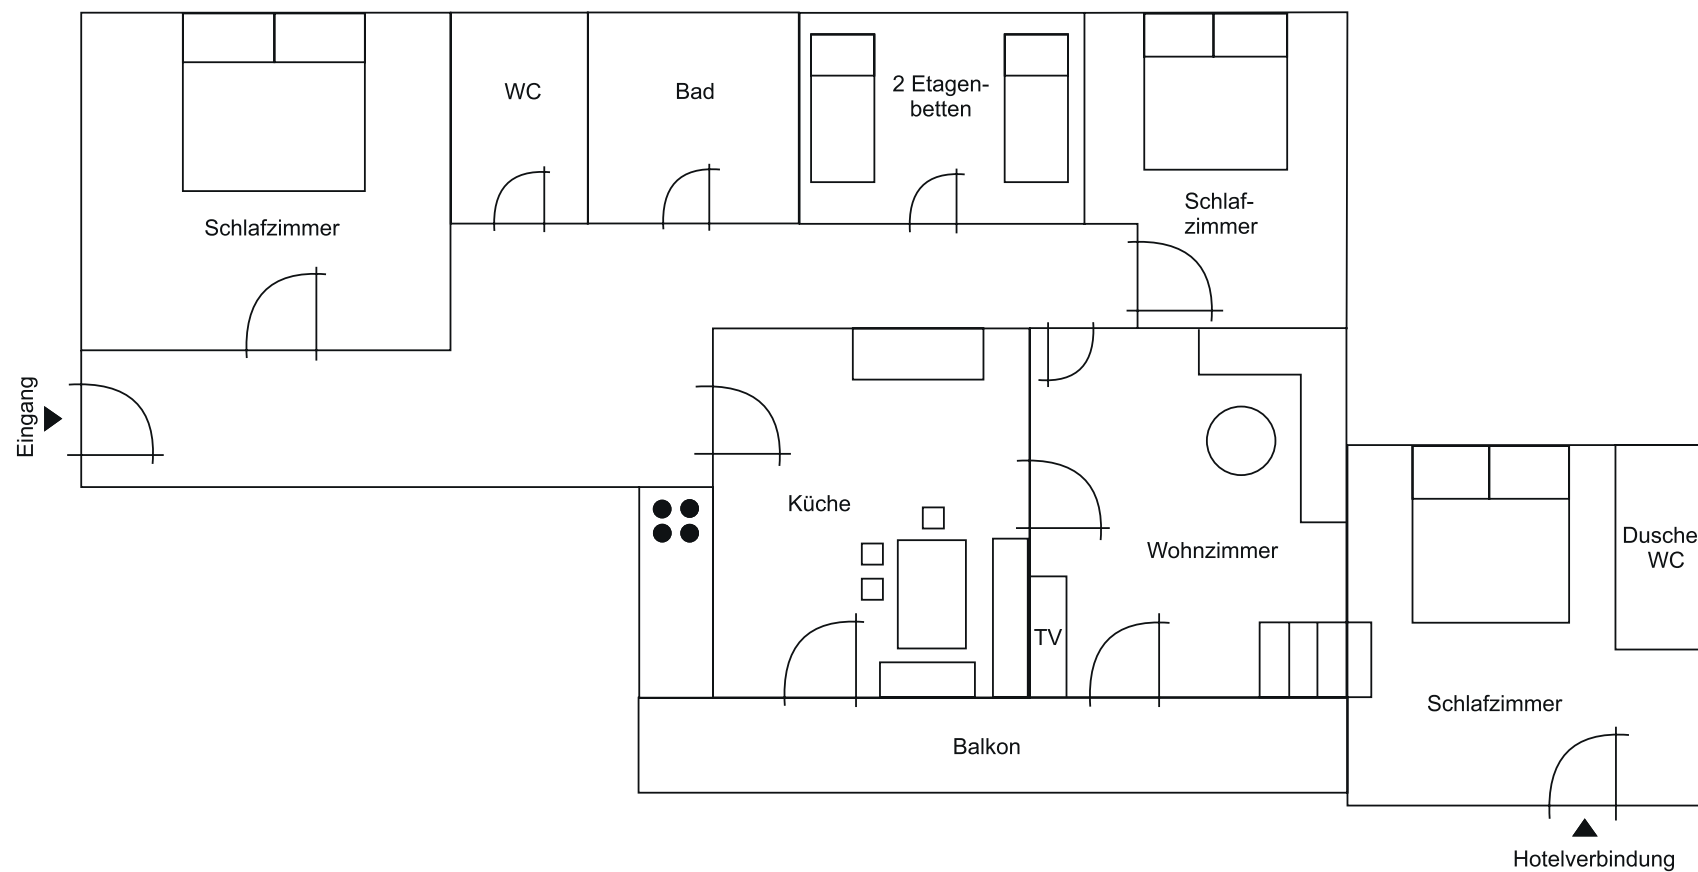 WC
Bad
2 Etagen-
betten
Schlafzimmer
Schlaf-
zimmer
Eingang
Küche
Wohnzimmer
Dusche
WC
TV
Schlafzimmer
Balkon
Hotelverbindung